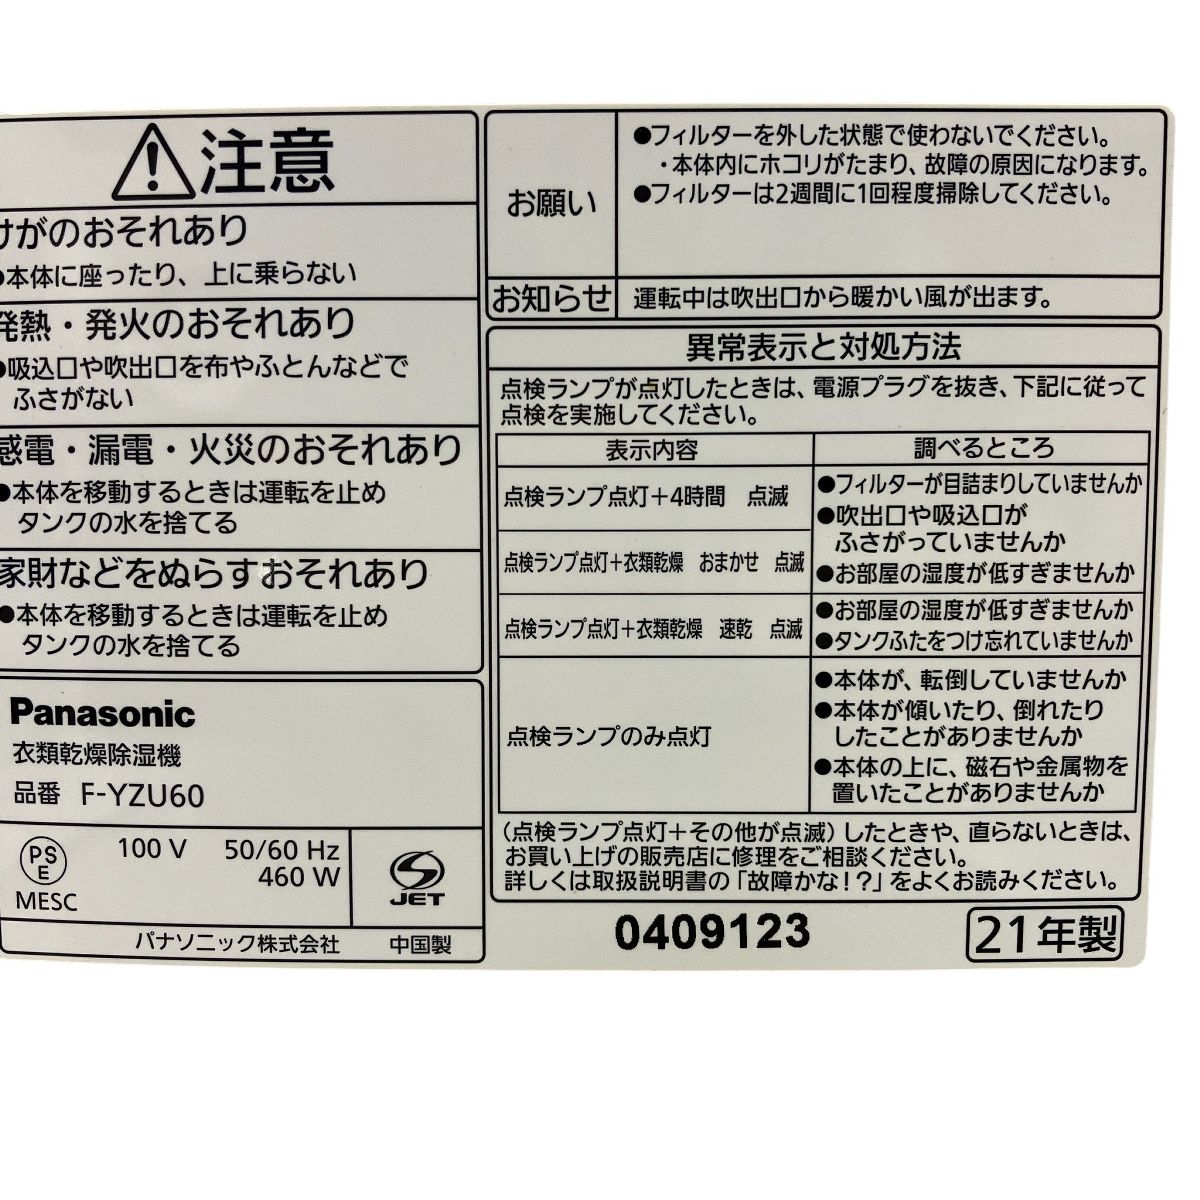 注意
けがのおそれあり
●本体に座ったり、上に乗らない
発熱・発火のおそれあり
●吸込口や吹出口を布やふとんなどで
ふさがない
感電・漏電・火災のおそれあり
●本体を移動するときは運転を止め
タンクの水を捨てる
家財などをぬらすおそれあり
●本体を移動するときは運転を止め
タンクの水を捨てる
Panasonic
衣類乾燥除湿機
品番 F-YZU60
PS
E
MESC
100 V 50/60 Hz
460 W
JET
パナソニック株式会社 中国製
お願い
●フィルターを外した状態で使わないでください。
・本体内にホコリがたまり、故障の原因になります。
●フィルターは2週間に1回程度掃除してください。
お知らせ 運転中は吹出口から暖かい風が出ます。
異常表示と対処方法
点検ランプが点灯したときは、電源プラグを抜き、下記に従って
点検を実施してください。
表示内容 調べるところ
点検ランプ点灯＋4時間 点滅
点検ランプ点灯＋衣類乾燥 おまかせ 点滅
●フィルターが目詰まりしていませんか
●吹出口や吸込口が
ふさがっていませんか
●お部屋の湿度が低すぎませんか
点検ランプ点灯＋衣類乾燥 速乾 点滅
●お部屋の湿度が低すぎませんか
●タンクふたをつけ忘れていませんか
点検ランプのみ点灯
●本体が、転倒していませんか
●本体が傾いたり、倒れたり
したことがありませんか
●本体の上に、磁石や金属物を
置いたことがありませんか
（点検ランプ点灯＋その他が点滅）したときや、直らないときは、
お買い上げの販売店に修理をご相談ください。
詳しくは取扱説明書の「故障かな！？」をよくお読みください。
0409123 21年製